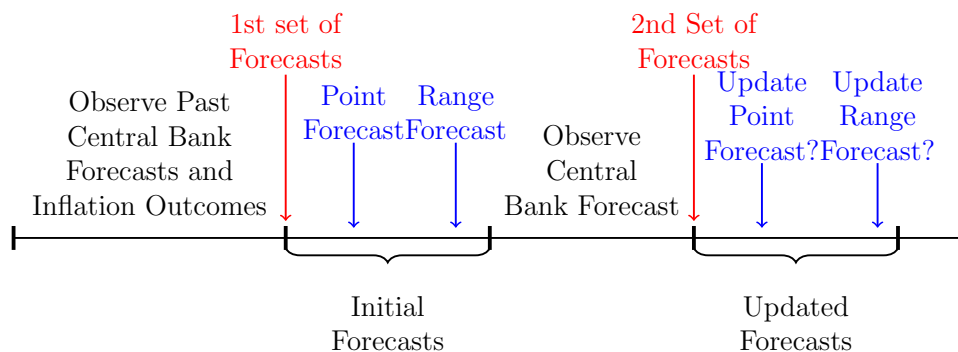 1st set of
Forecasts
2nd Set of
Forecasts
Observe Past
Central Bank
Forecasts and
Inflation Outcomes
Point
Forecast
Range
Forecast
Observe
Central
Bank Forecast
Update
Point
Forecast?
Update
Range
Forecast?
Initial
Forecasts
Updated
Forecasts